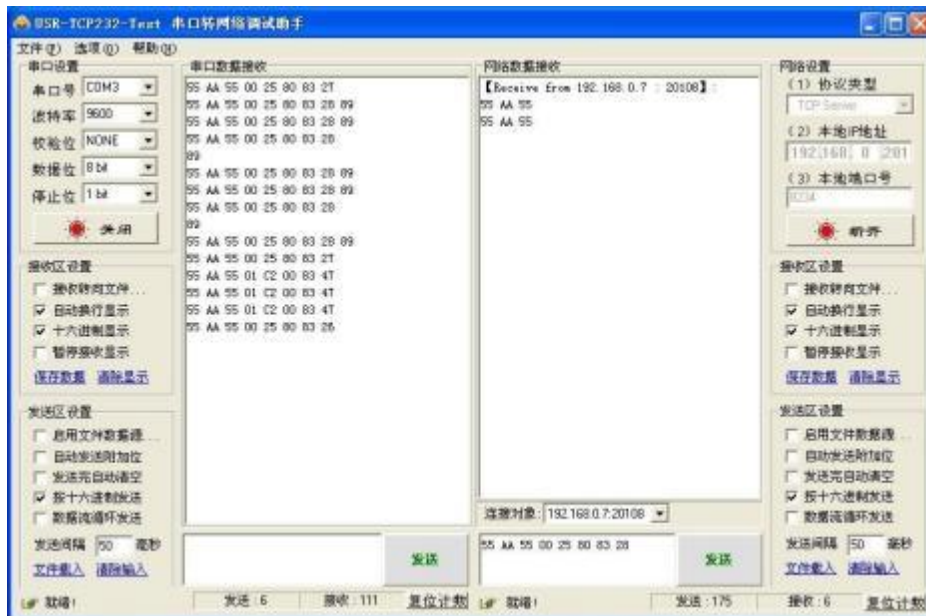 USR-TCP232-Test 串口转网络调试助手
文件(F) 选项(O) 帮助(H)
串口设置
串口号 COM3
波特率 9600
校验位 NONE
数据位 8 bit
停止位 1 bit
关闭
接收区设置
接收转向文件...
自动换行显示
十六进制显示
暂停接收显示
保存数据 清除显示
发送区设置
启用文件数据源...
自动发送附加位
发送完自动清空
按十六进制发送
数据流循环发送
发送间隔 50 毫秒
文件载入 清除输入
串口数据接收
55 AA 55 00 25 80 83 27
55 AA 55 00 25 80 83 28 89
55 AA 55 00 25 80 83 28 89
55 AA 55 00 25 80 83 28
89
55 AA 55 00 25 80 83 28 89
55 AA 55 00 25 80 83 28 89
55 AA 55 00 25 80 83 28
89
55 AA 55 00 25 80 83 28 89
55 AA 55 00 25 80 83 27
55 AA 55 01 C2 00 83 47
55 AA 55 01 C2 00 83 47
55 AA 55 01 C2 00 83 47
55 AA 55 00 25 80 83 26
发送
网络数据接收
【Receive from 192.168.0.7 : 20108】:
55 AA 55
55 AA 55
连接对象: 192.168.0.7:20108
55 AA 55 00 25 80 83 28
发送
网络设置
(1) 协议类型
TCP Server
(2) 本地IP地址
192.168. 0 .201
(3) 本地端口号
8234
断开
接收区设置
接收转向文件...
自动换行显示
十六进制显示
暂停接收显示
保存数据 清除显示
发送区设置
启用文件数据源...
自动发送附加位
发送完自动清空
按十六进制发送
数据流循环发送
发送间隔 50 毫秒
文件载入 清除输入
就绪! 发送:6 接收:111 复位计数
就绪! 发送:175 接收:6 复位计数